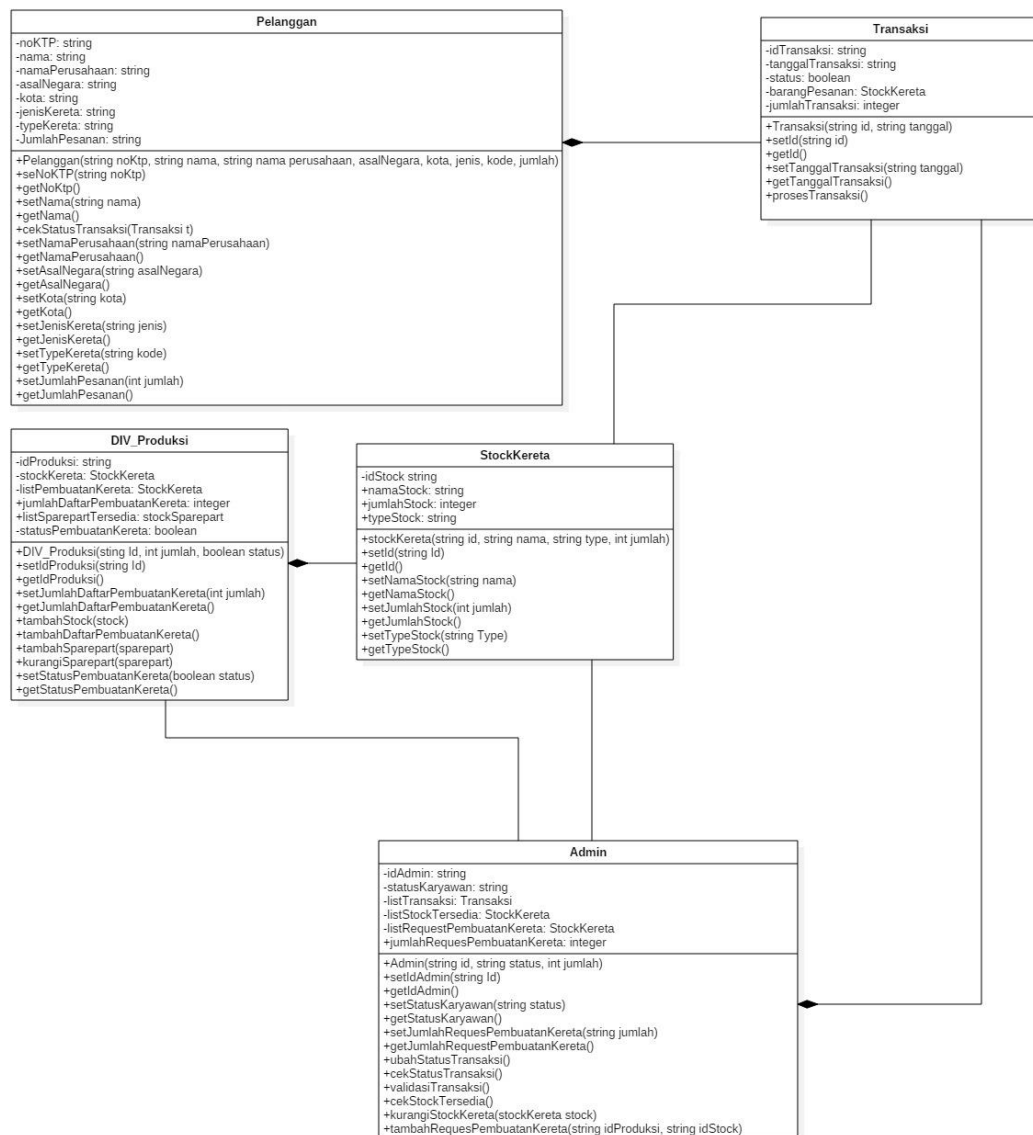 Pelanggan
-noKTP: string
-nama: string
-namaPerusahaan: string
-asalNegara: string
-kota: string
-jenisKereta: string
-typeKereta: string
-JumlahPesanan: string
+Pelanggan(string noKtp, string nama, string nama perusahaan, asalNegara, kota, jenis, kode, jumlah)
+seNoKTP(string noKtp)
+getNoKtp()
+setNama(string nama)
+getNama()
+cekStatusTransaksi(Transaksi t)
+setNamaPerusahaan(string namaPerusahaan)
+getNamaPerusahaan()
+setAsalNegara(string asalNegara)
+getAsalNegara()
+setKota(string kota)
+getKota()
+setJenisKereta(string jenis)
+getJenisKereta()
+setTypeKereta(string kode)
+getTypeKereta()
+setJumlahPesanan(int jumlah)
+getJumlahPesanan()
Transaksi
-idTransaksi: string
-tanggalTransaksi: string
-status: boolean
-barangPesanan: StockKereta
-jumlahTransaksi: integer
+Transaksi(string id, string tanggal)
+setId(string id)
+getId()
+setTanggalTransaksi(string tanggal)
+getTanggalTransaksi()
+prosesTransaksi()
DIV_Produksi
-idProduksi: string
-stockKereta: StockKereta
-listPembuatanKereta: StockKereta
+jumlahDaftarPembuatanKereta: integer
+listSparepartTersedia: stockSparepart
-statusPembuatanKereta: boolean
+DIV_Produksi(sting Id, int jumlah, boolean status)
+setIdProduksi(string Id)
+getIdProduksi()
+setJumlahDaftarPembuatanKereta(int jumlah)
+getJumlahDaftarPembuatanKereta()
+tambahStock(stock)
+tambahDaftarPembuatanKereta()
+tambahSparepart(sparepart)
+kurangiSparepart(sparepart)
+setStatusPembuatanKereta(boolean status)
+getStatusPembuatanKereta()
StockKereta
-idStock string
+namaStock: string
+jumlahStock: integer
+typeStock: string
+stockKereta(string id, string nama, string type, int jumlah)
+setId(string Id)
+getId()
+setNamaStock(string nama)
+getNamaStock()
+setJumlahStock(int jumlah)
+getJumlahStock()
+setTypeStock(string Type)
+getTypeStock()
Admin
-idAdmin: string
-statusKaryawan: string
-listTransaksi: Transaksi
-listStockTersedia: StockKereta
-listRequestPembuatanKereta: StockKereta
+jumlahRequesPembuatanKereta: integer
+Admin(string id, string status, int jumlah)
+setIdAdmin(string Id)
+getIdAdmin()
+setStatusKaryawan(string status)
+getStatusKaryawan()
+setJumlahRequesPembuatanKereta(string jumlah)
+getJumlahRequestPembuatanKereta()
+ubahStatusTransaksi()
+cekStatusTransaksi()
+validasiTransaksi()
+cekStockTersedia()
+kurangiStockKereta(stockKereta stock)
+tambahRequesPembuatanKereta(string idProduksi, string idStock)